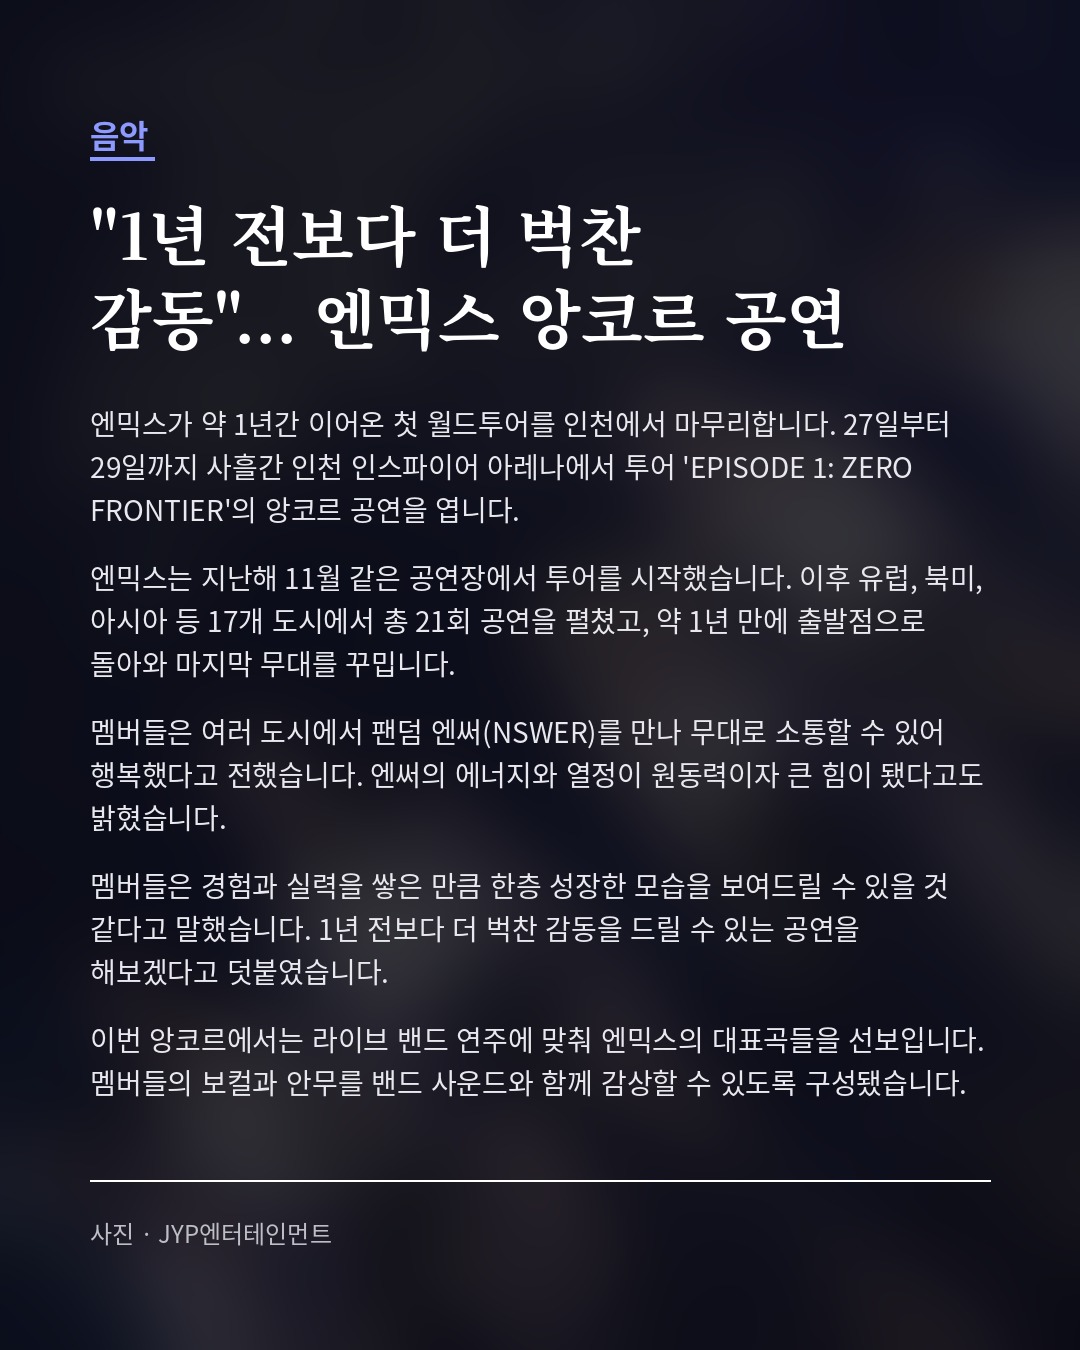 음악
"1년 전보다 더 벅찬
감동"... 엔믹스 앙코르 공연
엔믹스가 약 1년간 이어온 첫 월드투어를 인천에서 마무리합니다. 27일부터
29일까지 사흘간 인천 인스파이어 아레나에서 투어 'EPISODE 1: ZERO
FRONTIER'의 앙코르 공연을 엽니다.
엔믹스는 지난해 11월 같은 공연장에서 투어를 시작했습니다. 이후 유럽, 북미,
아시아 등 17개 도시에서 총 21회 공연을 펼쳤고, 약 1년 만에 출발점으로
돌아와 마지막 무대를 꾸밉니다.
멤버들은 여러 도시에서 팬덤 엔써(NSWER)를 만나 무대로 소통할 수 있어
행복했다고 전했습니다. 엔써의 에너지와 열정이 원동력이자 큰 힘이 됐다고도
밝혔습니다.
멤버들은 경험과 실력을 쌓은 만큼 한층 성장한 모습을 보여드릴 수 있을 것
같다고 말했습니다. 1년 전보다 더 벅찬 감동을 드릴 수 있는 공연을
해보겠다고 덧붙였습니다.
이번 앙코르에서는 라이브 밴드 연주에 맞춰 엔믹스의 대표곡들을 선보입니다.
멤버들의 보컬과 안무를 밴드 사운드와 함께 감상할 수 있도록 구성됐습니다.
사진 · JYP엔터테인먼트